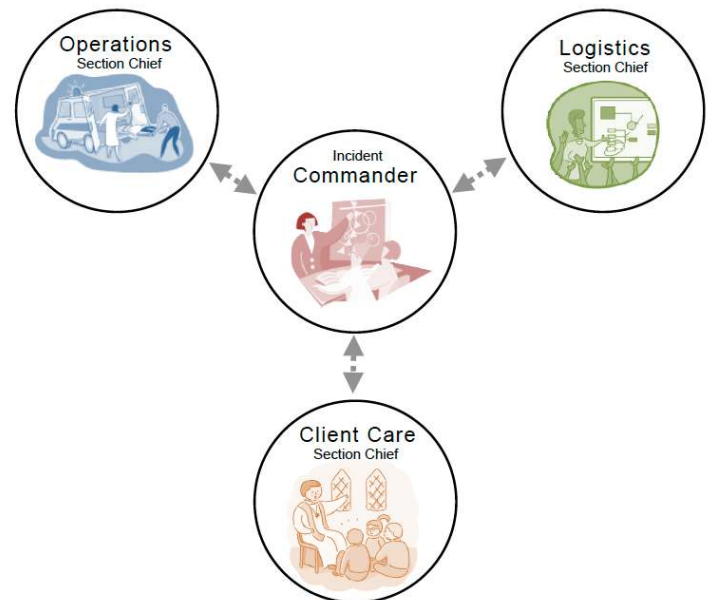 Operations
Section Chief
Logistics
Section Chief
Incident
Commander
Client Care
Section Chief